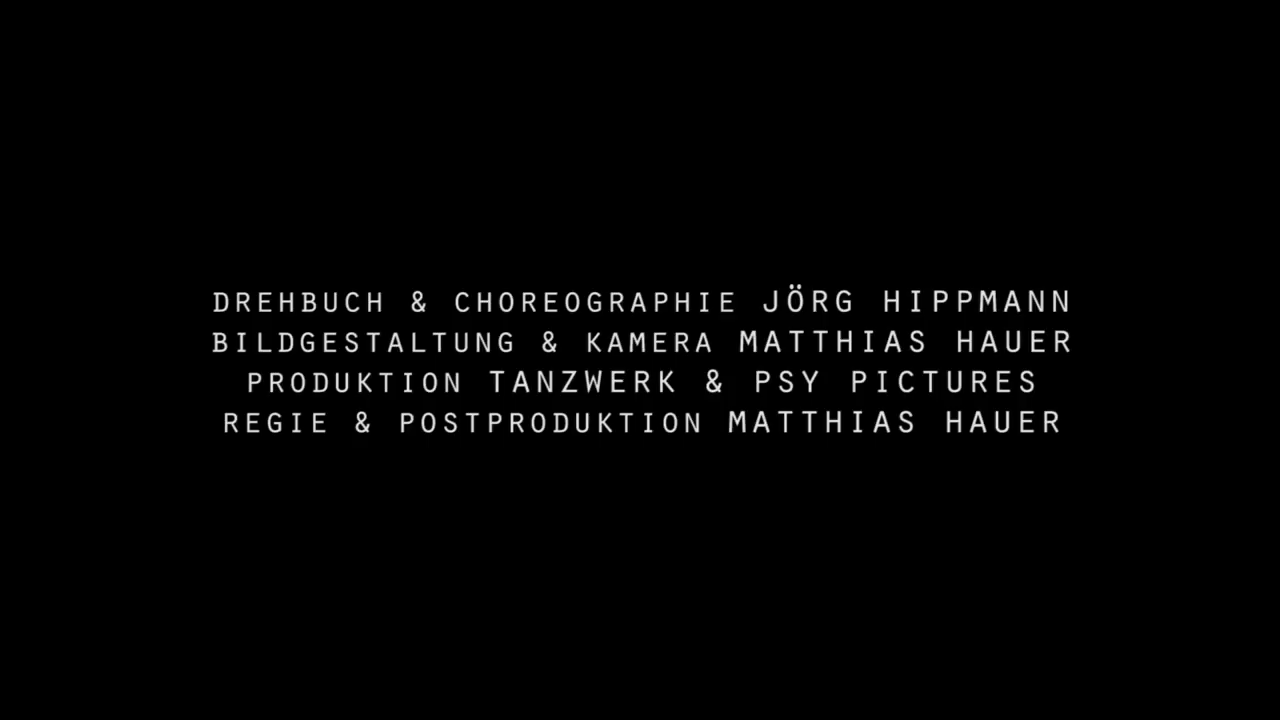 DREHBUCH & CHOREOGRAPHIE JÖRG HIPPMANN
BILDGESTALTUNG & KAMERA MATTHIAS HAUER
PRODUKTION TANZWERK & PSY PICTURES
REGIE & POSTPRODUKTION MATTHIAS HAUER